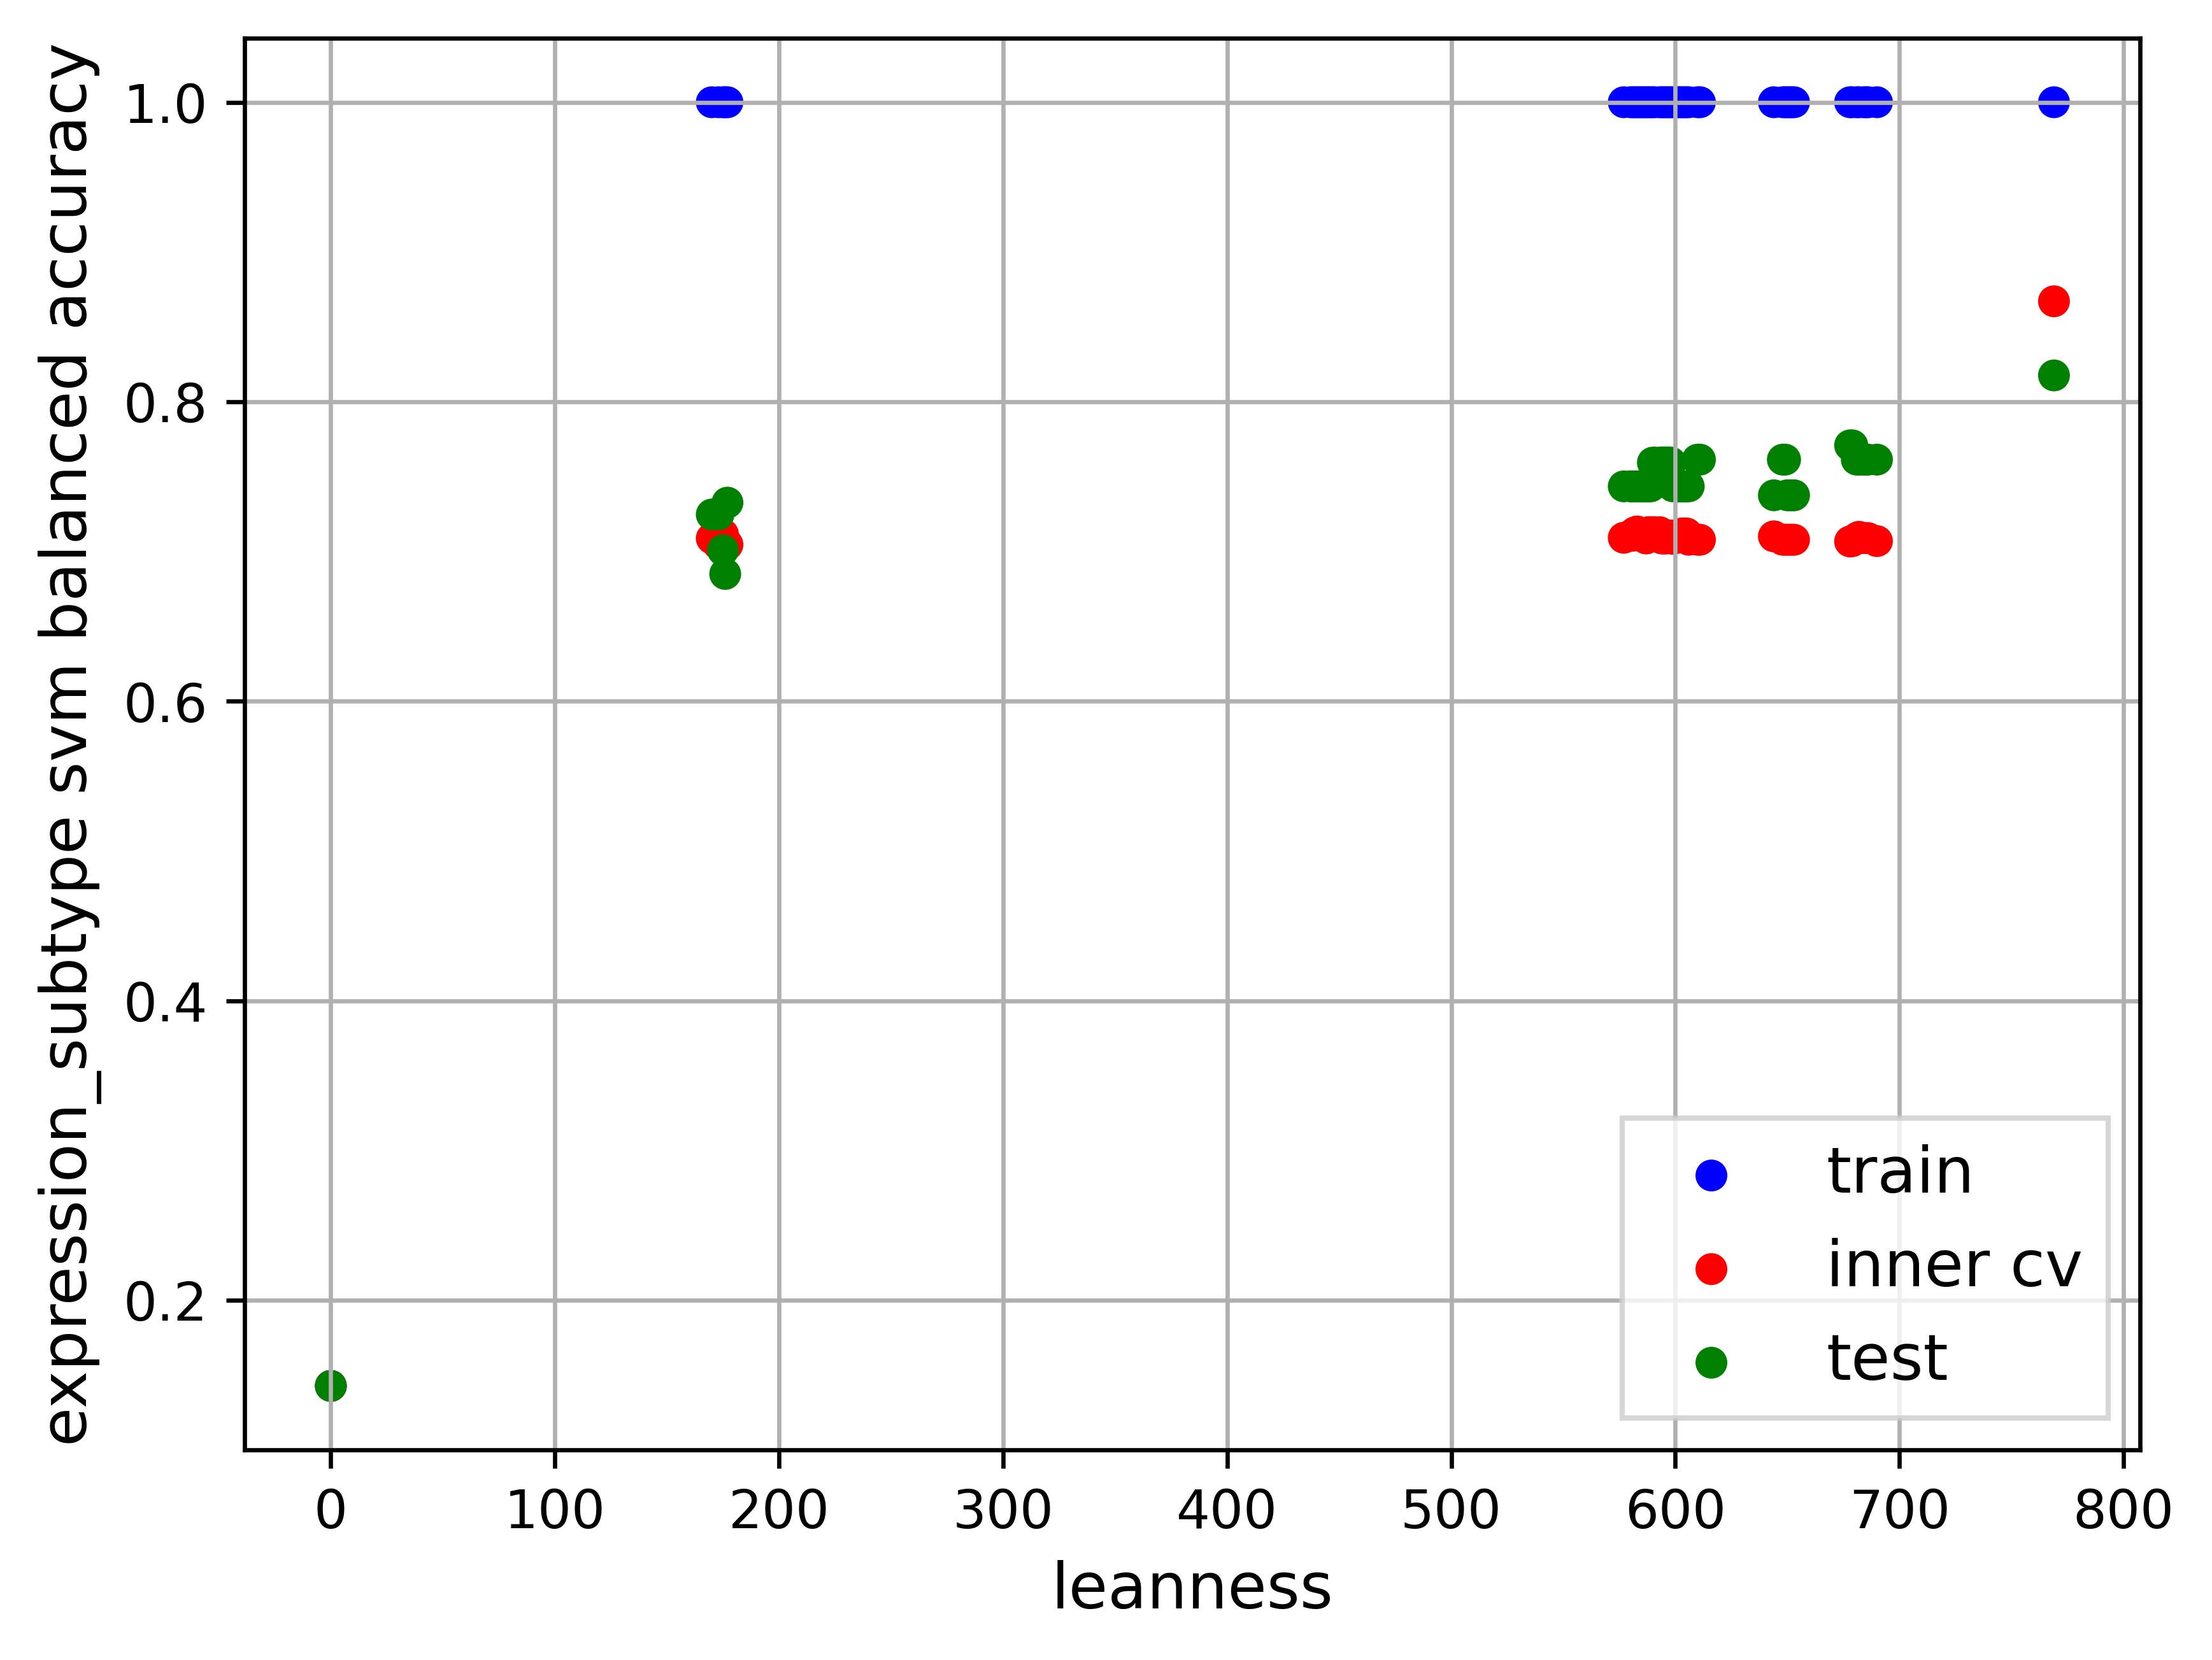 expression_subtype svm balanced accuracy
1.0
0.8
0.6
0.4
0.2
train
inner cv
test
0 100 200 300 400 500 600 700 800
leanness